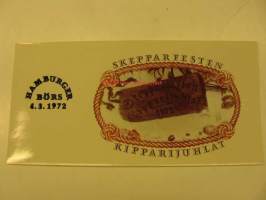 HAMBURGER
BÖRS
4.3.1972
SKEPPARFESTEN
KIPPARIJUHLAT